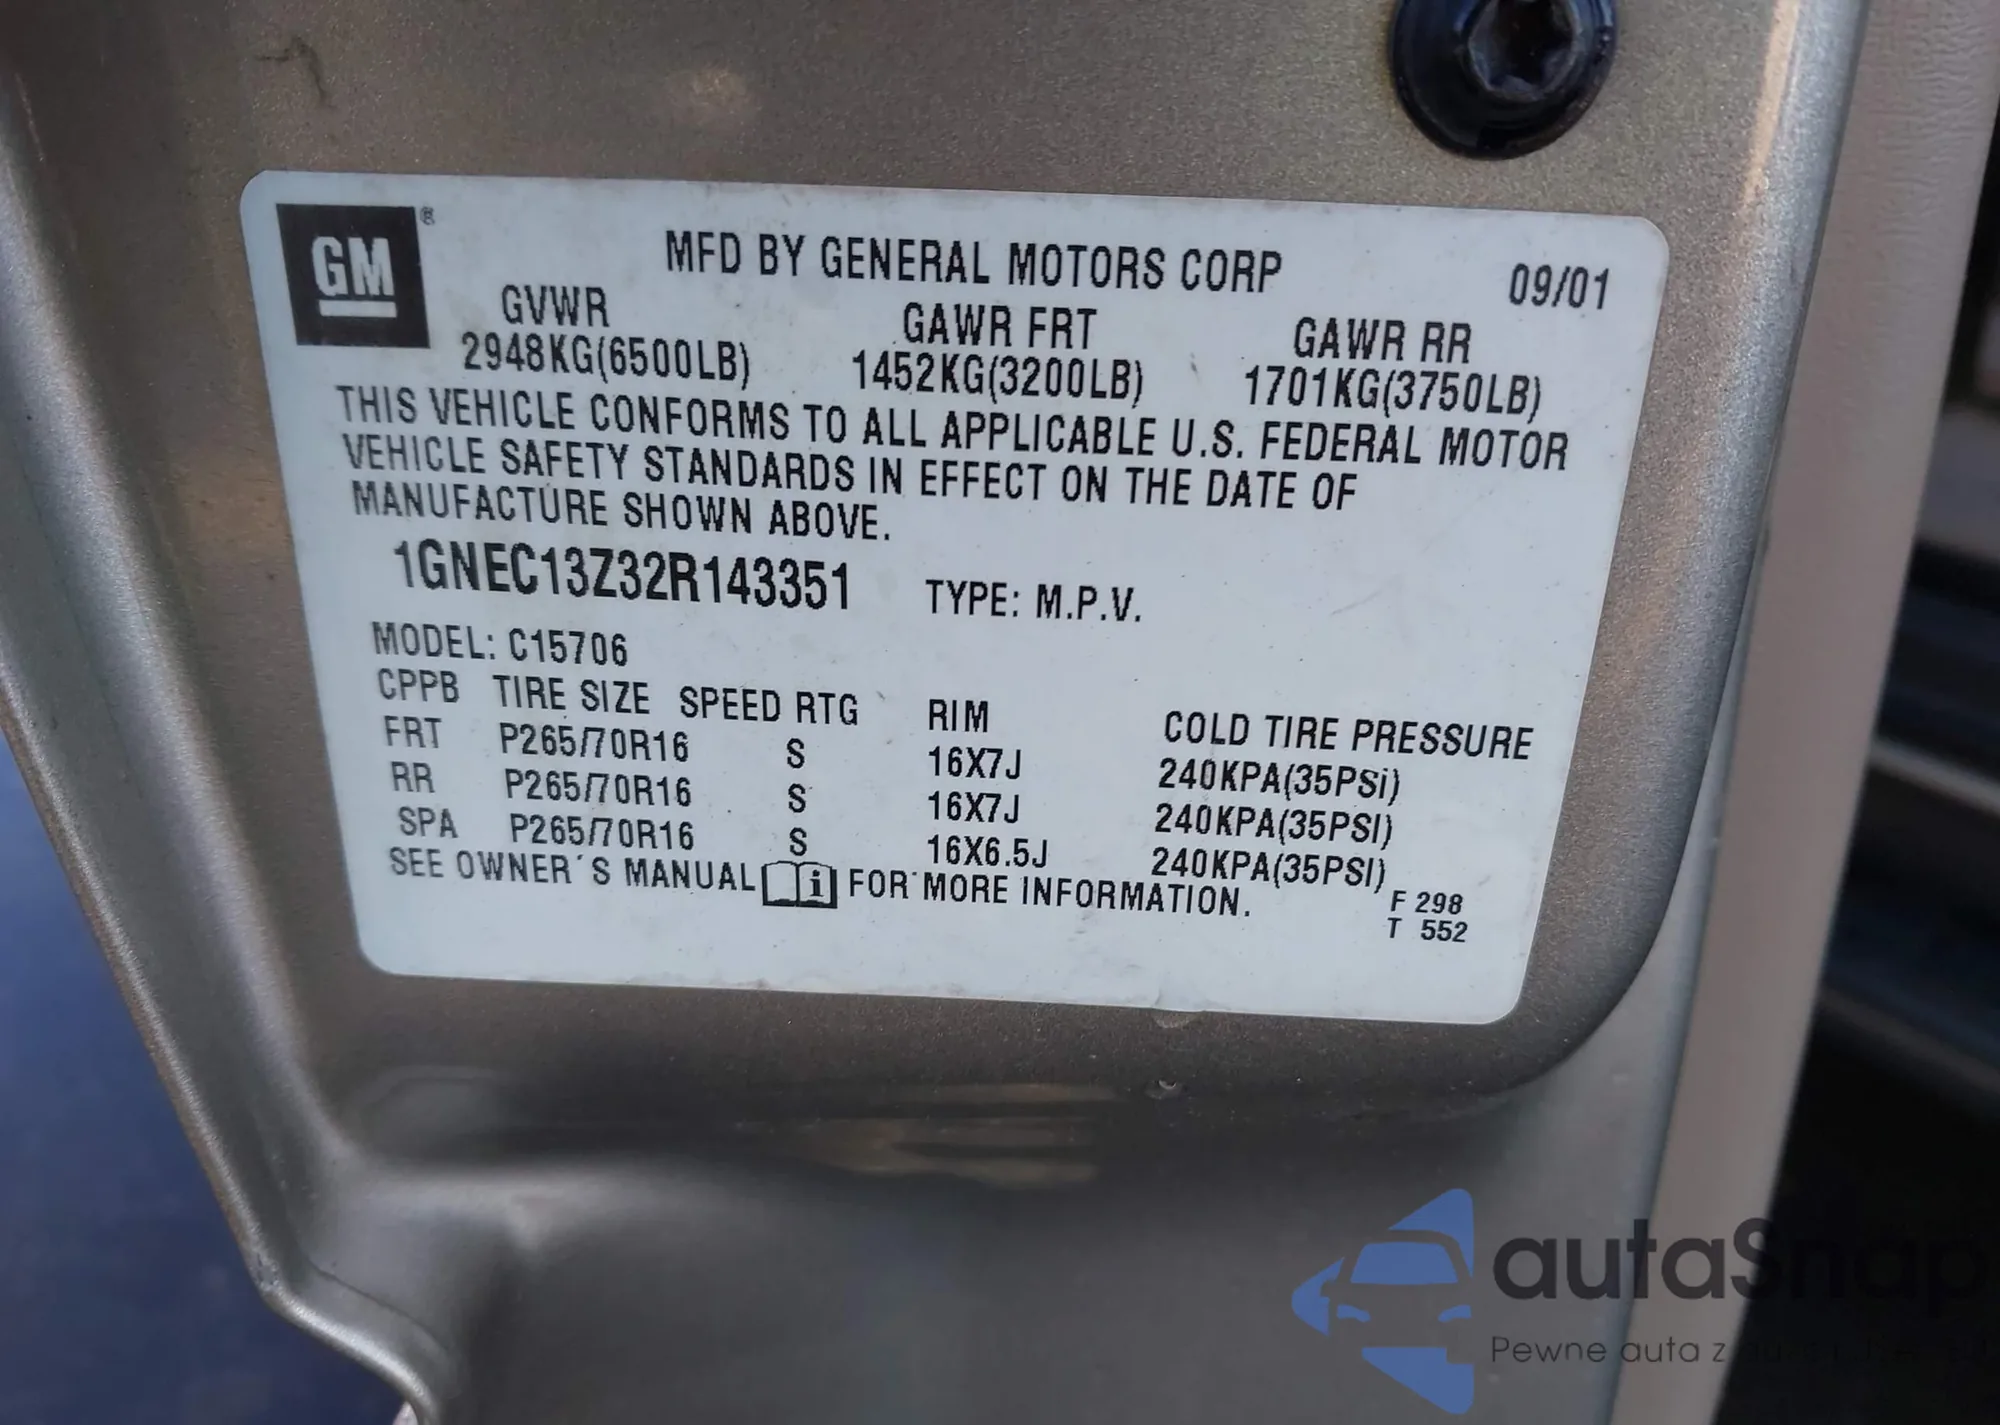 GM ®
MFD BY GENERAL MOTORS CORP 09/01
GVWR GAWR FRT GAWR RR
2948KG(6500LB) 1452KG(3200LB) 1701KG(3750LB)
THIS VEHICLE CONFORMS TO ALL APPLICABLE U.S. FEDERAL MOTOR
VEHICLE SAFETY STANDARDS IN EFFECT ON THE DATE OF
MANUFACTURE SHOWN ABOVE.
1GNEC13Z32R143351 TYPE: M.P.V.
MODEL: C15706
CPPB TIRE SIZE SPEED RTG RIM COLD TIRE PRESSURE
FRT P265/70R16 S 16X7J 240KPA(35PSi)
RR P265/70R16 S 16X7J 240KPA(35PSI)
SPA P265/70R16 S 16X6.5J 240KPA(35PSI)
SEE OWNER´S MANUAL i FOR MORE INFORMATION.
F 298
T 552
autaSnap
Pewne auta z